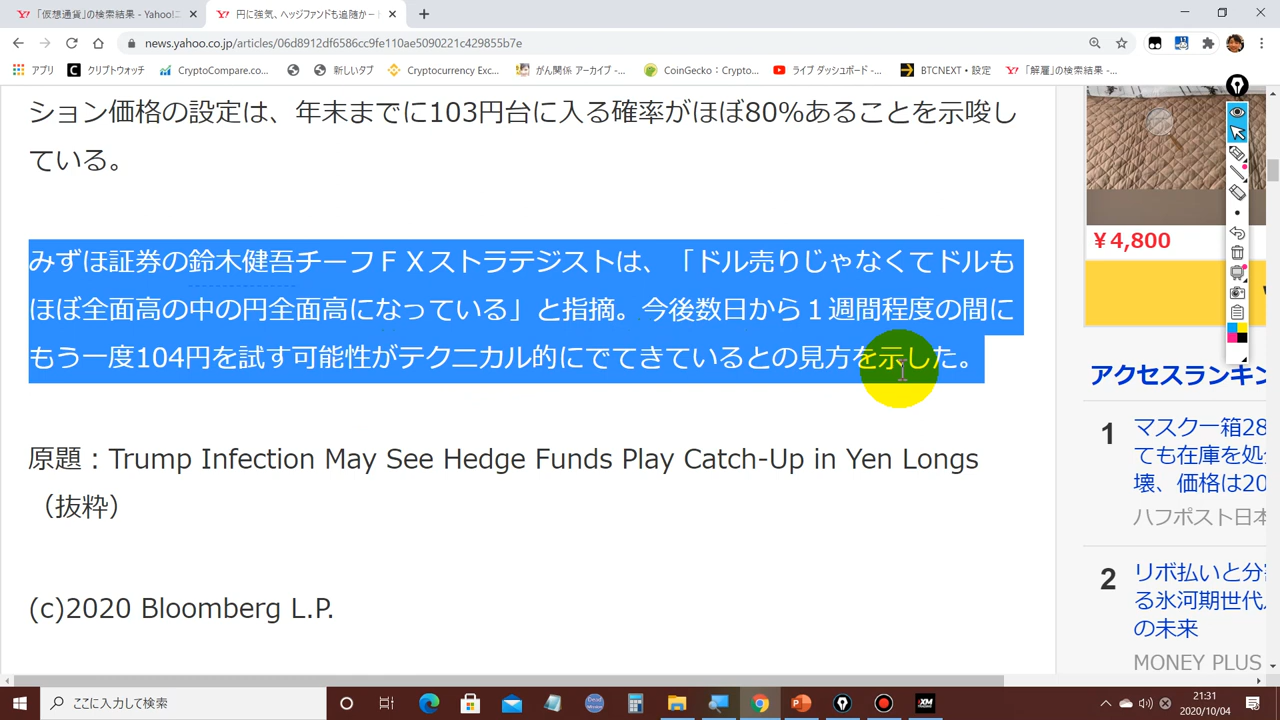 「仮想通貨」の検索結果 - Yahoo!ニ
円に強気、ヘッジファンドも追随か－
news.yahoo.co.jp/articles/06d8912df6586cc9fe110ae5090221c429855b7e
アプリ
クリプトウォッチ
CryptoCompare.co...
新しいタブ
Cryptocurrency Exc...
がん関係 アーカイブ -...
CoinGecko：Crypto...
ライブ ダッシュボード -...
BTCNEXT・設定
「解雇」の検索結果 -...
ション価格の設定は、年末までに103円台に入る確率がほぼ80%あることを示唆し
ている。
みずほ証券の鈴木健吾チーフＦＸストラテジストは、「ドル売りじゃなくてドルも
ほぼ全面高の中の円全面高になっている」と指摘。今後数日から１週間程度の間に
もう一度104円を試す可能性がテクニカル的にでてきているとの見方を示した。
原題：Trump Infection May See Hedge Funds Play Catch-Up in Yen Longs
（抜粋）
(c)2020 Bloomberg L.P.
¥4,800
アクセスランキン
1
マスク一箱28
ても在庫を処
壊、価格は20
ハフポスト日本
2
リボ払いと分
る氷河期世代
の未来
MONEY PLUS
ここに入力して検索
XM
21:31
2020/10/04